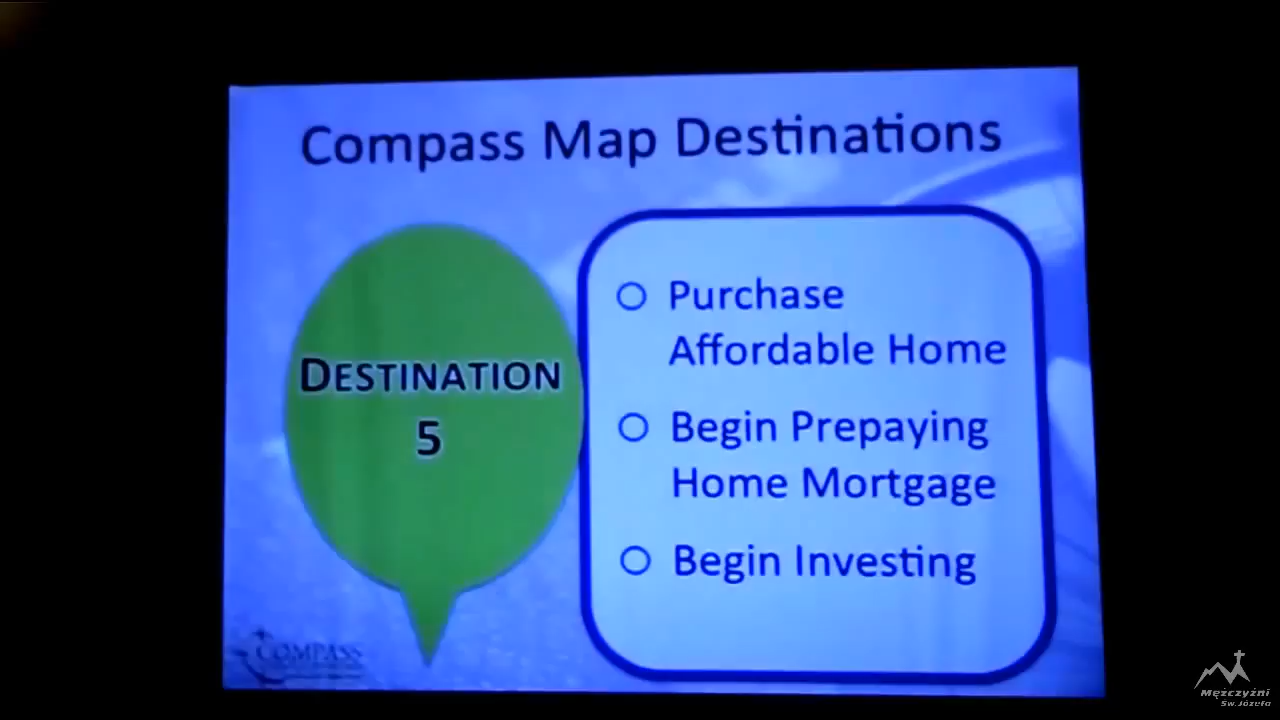 Compass Map Destinations
DESTINATION
5
Purchase
Affordable Home
Begin Prepaying
Home Mortgage
Begin Investing
COMPASS
Mężczyźni
Św.Józefa